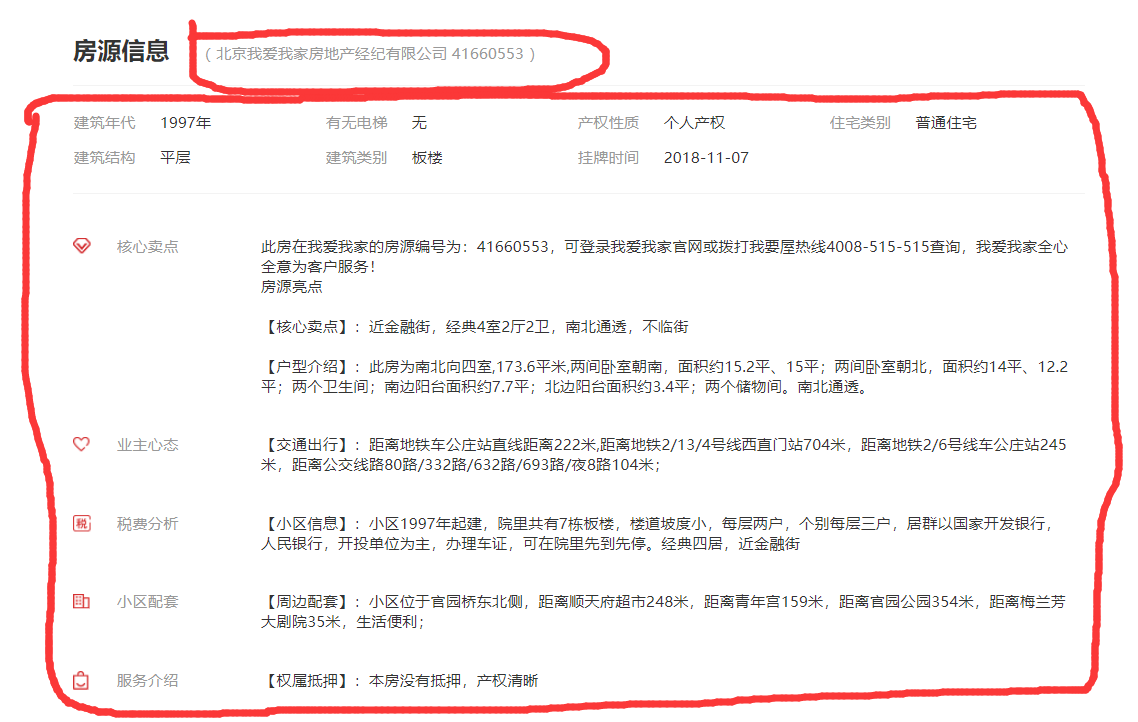 房源信息 （ 北京我爱我家房地产经纪有限公司 41660553 ）
建筑年代 1997年 有无电梯 无 产权性质 个人产权 住宅类别 普通住宅
建筑结构 平层 建筑类别 板楼 挂牌时间 2018-11-07
核心卖点 此房在我爱我家的房源编号为：41660553，可登录我爱我家官网或拨打我要屋热线4008-515-515查询，我爱我家全心
全意为客户服务！
房源亮点
【核心卖点】：近金融街，经典4室2厅2卫，南北通透，不临街
【户型介绍】：此房为南北向四室,173.6平米,两间卧室朝南，面积约15.2平、15平；两间卧室朝北，面积约14平、12.2
平；两个卫生间；南边阳台面积约7.7平；北边阳台面积约3.4平；两个储物间。南北通透。
业主心态 【交通出行】：距离地铁车公庄站直线距离222米,距离地铁2/13/4号线西直门站704米，距离地铁2/6号线车公庄站245
米，距离公交线路80路/332路/632路/693路/夜8路104米；
税 税费分析 【小区信息】：小区1997年起建，院里共有7栋板楼，楼道坡度小，每层两户，个别每层三户，居群以国家开发银行，
人民银行，开投单位为主，办理车证，可在院里先到先停。经典四居，近金融街
小区配套 【周边配套】：小区位于官园桥东北侧，距离顺天府超市248米，距离青年宫159米，距离官园公园354米，距离梅兰芳
大剧院35米，生活便利；
服务介绍 【权属抵押】：本房没有抵押，产权清晰